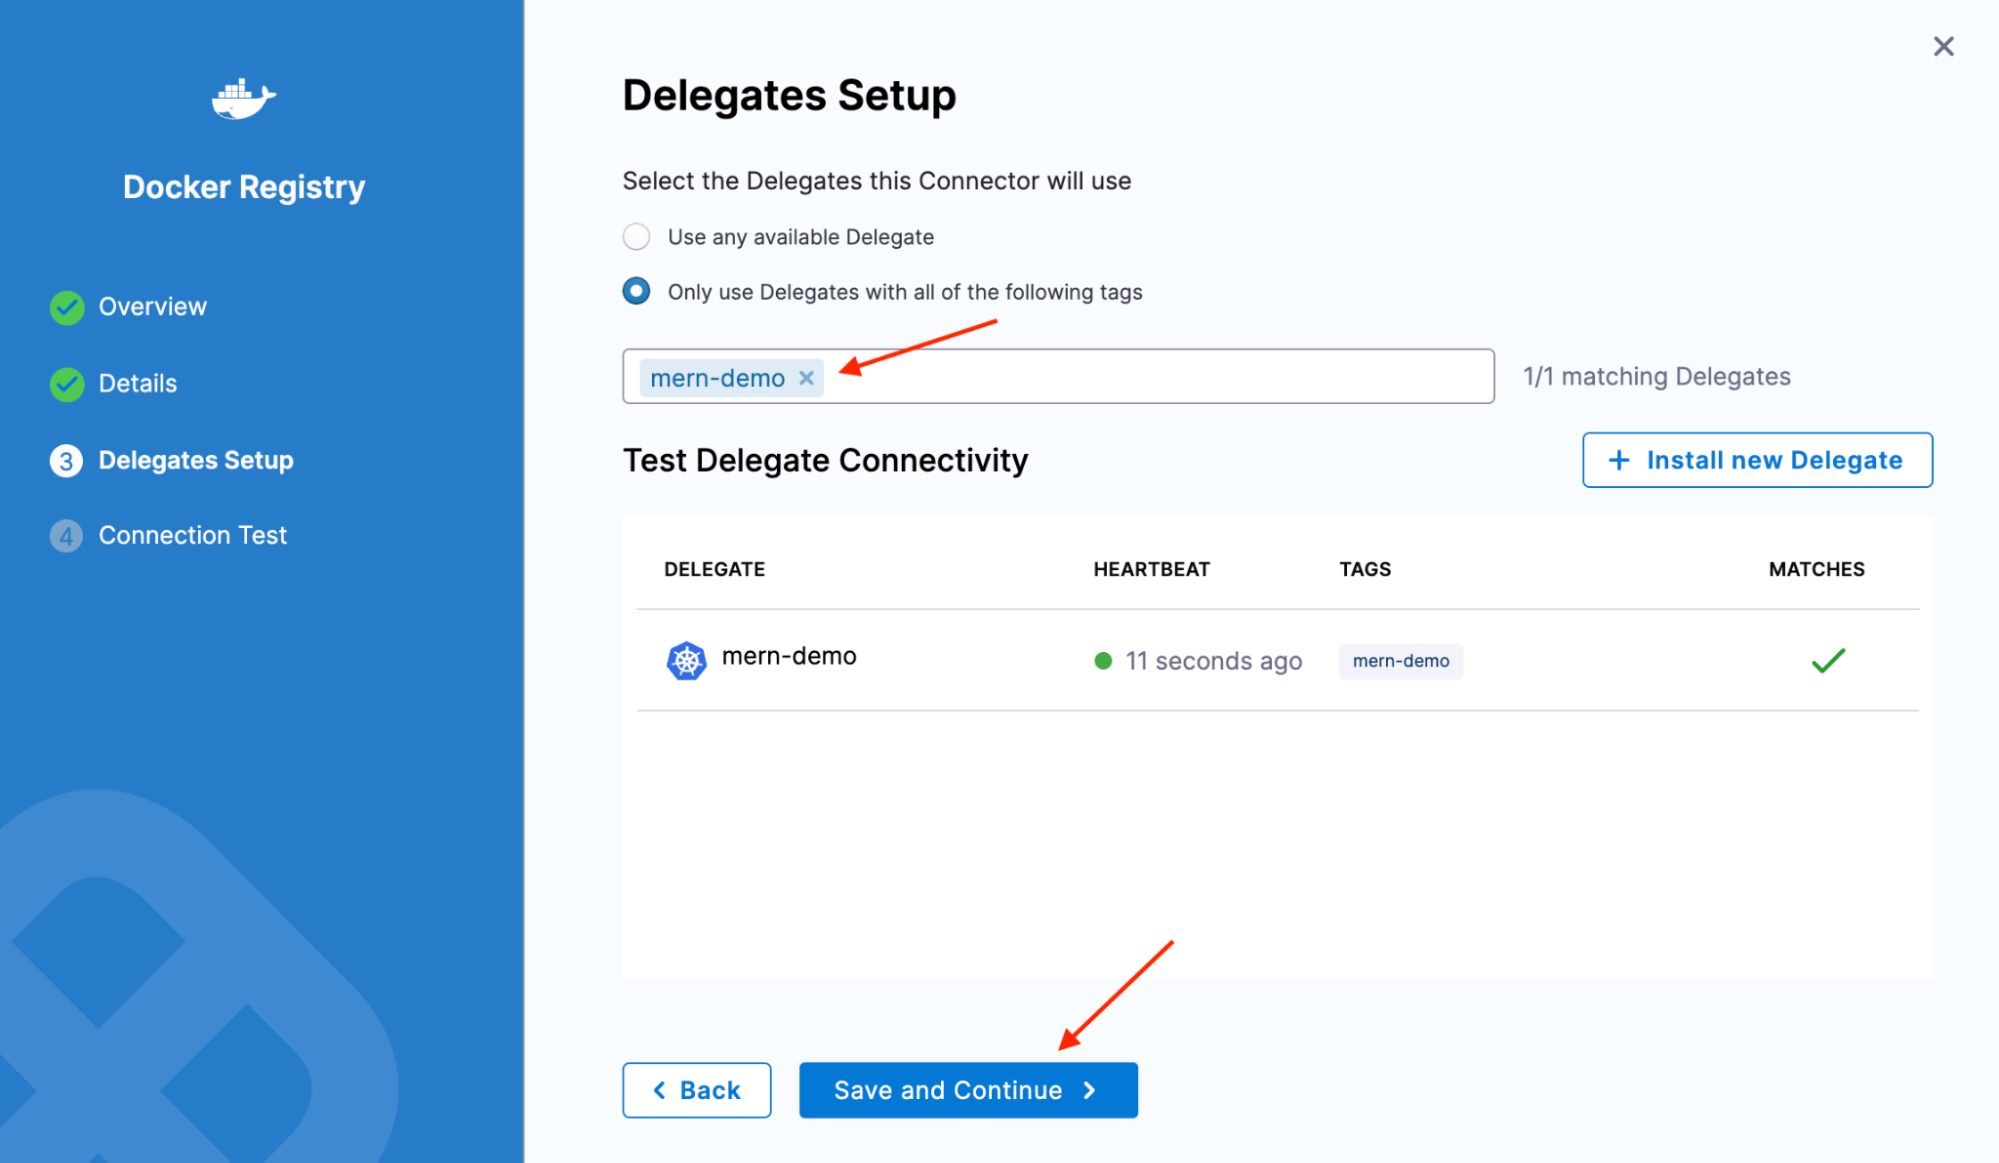 Docker Registry
Overview
Details
3 Delegates Setup
4 Connection Test
Delegates Setup
Select the Delegates this Connector will use
Use any available Delegate
Only use Delegates with all of the following tags
mern-demo × 1/1 matching Delegates
Test Delegate Connectivity + Install new Delegate
DELEGATE HEARTBEAT TAGS MATCHES
mern-demo 11 seconds ago mern-demo
Back Save and Continue